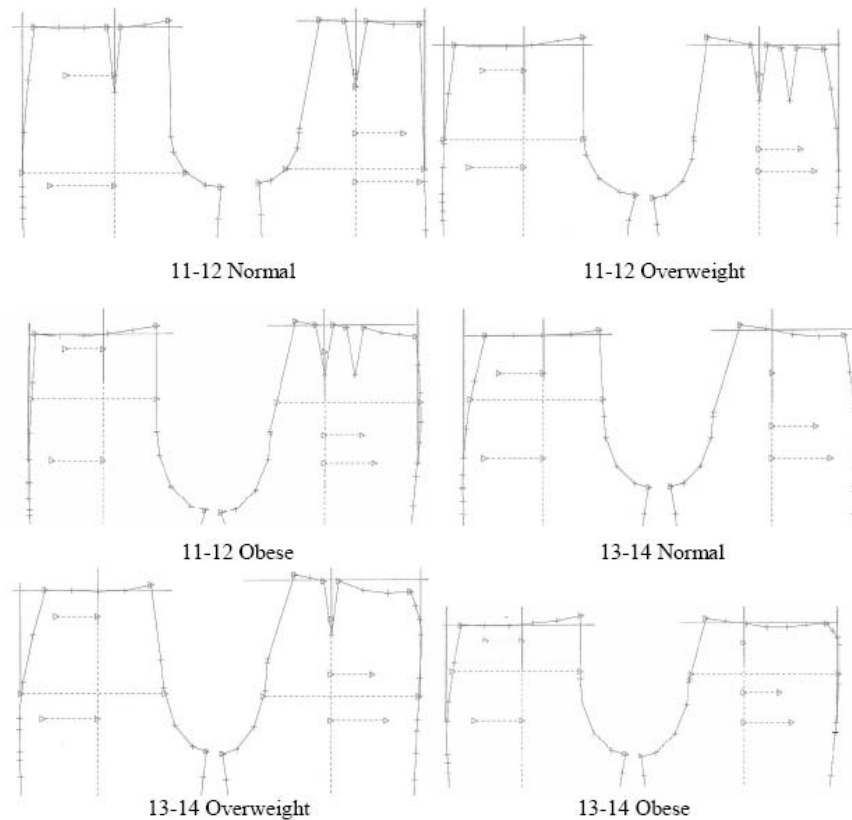 11-12 Normal
11-12 Overweight
11-12 Obese
13-14 Normal
13-14 Overweight
13-14 Obese